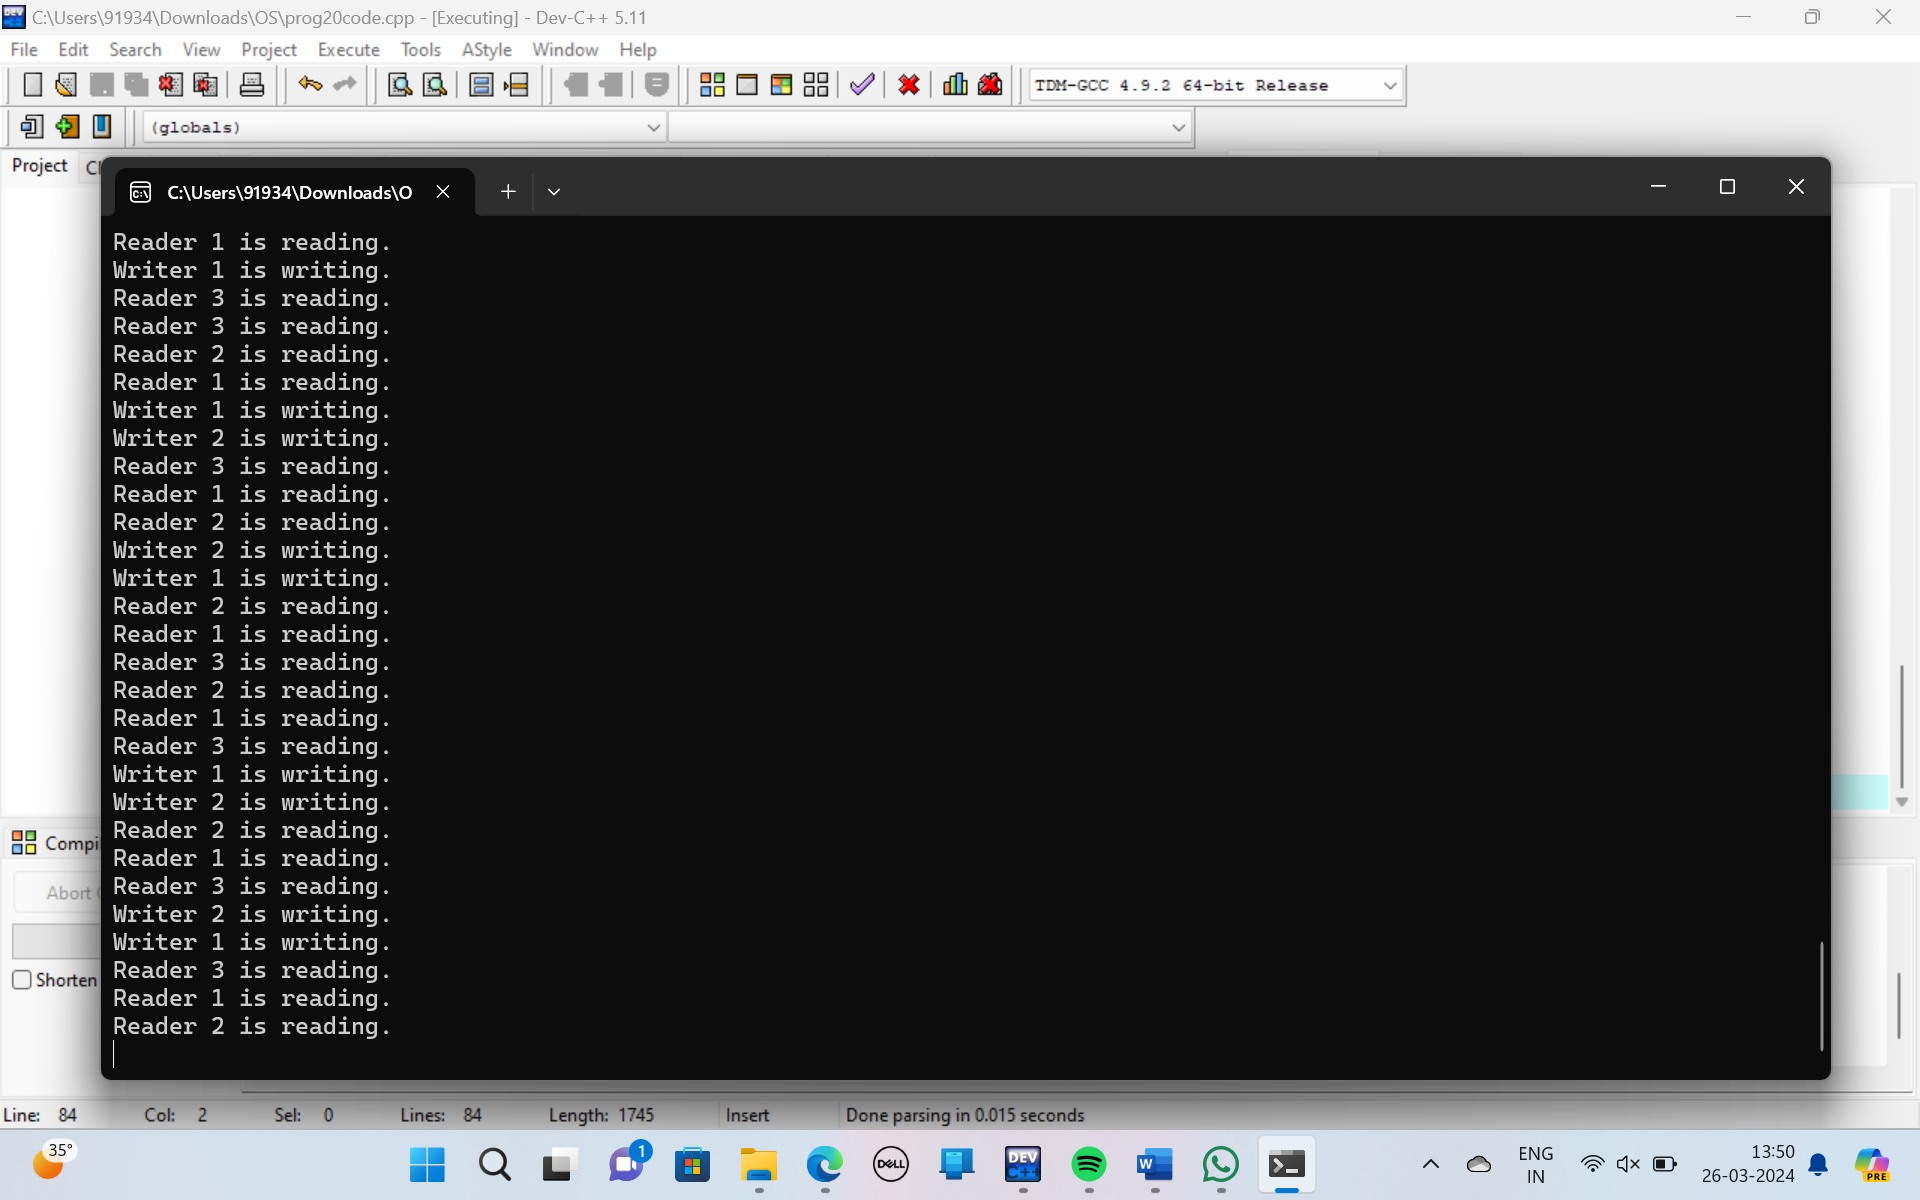 C:\Users\91934\Downloads\OS\prog20code.cpp - [Executing] - Dev-C++ 5.11
File Edit Search View Project Execute Tools AStyle Window Help
TDM-GCC 4.9.2 64-bit Release
(globals)
Project
C:\Users\91934\Downloads\O
Reader 1 is reading.
Writer 1 is writing.
Reader 3 is reading.
Reader 3 is reading.
Reader 2 is reading.
Reader 1 is reading.
Writer 1 is writing.
Writer 2 is writing.
Reader 3 is reading.
Reader 1 is reading.
Reader 2 is reading.
Writer 2 is writing.
Writer 1 is writing.
Reader 2 is reading.
Reader 1 is reading.
Reader 3 is reading.
Reader 2 is reading.
Reader 1 is reading.
Reader 3 is reading.
Writer 1 is writing.
Writer 2 is writing.
Reader 2 is reading.
Reader 1 is reading.
Reader 3 is reading.
Writer 2 is writing.
Writer 1 is writing.
Reader 3 is reading.
Reader 1 is reading.
Reader 2 is reading.
Compil
Abort
Shorten
Line: 84 Col: 2 Sel: 0 Lines: 84 Length: 1745 Insert Done parsing in 0.015 seconds
35°
1
DELL
DEV C++
W
ENG IN
13:50
26-03-2024
PRE